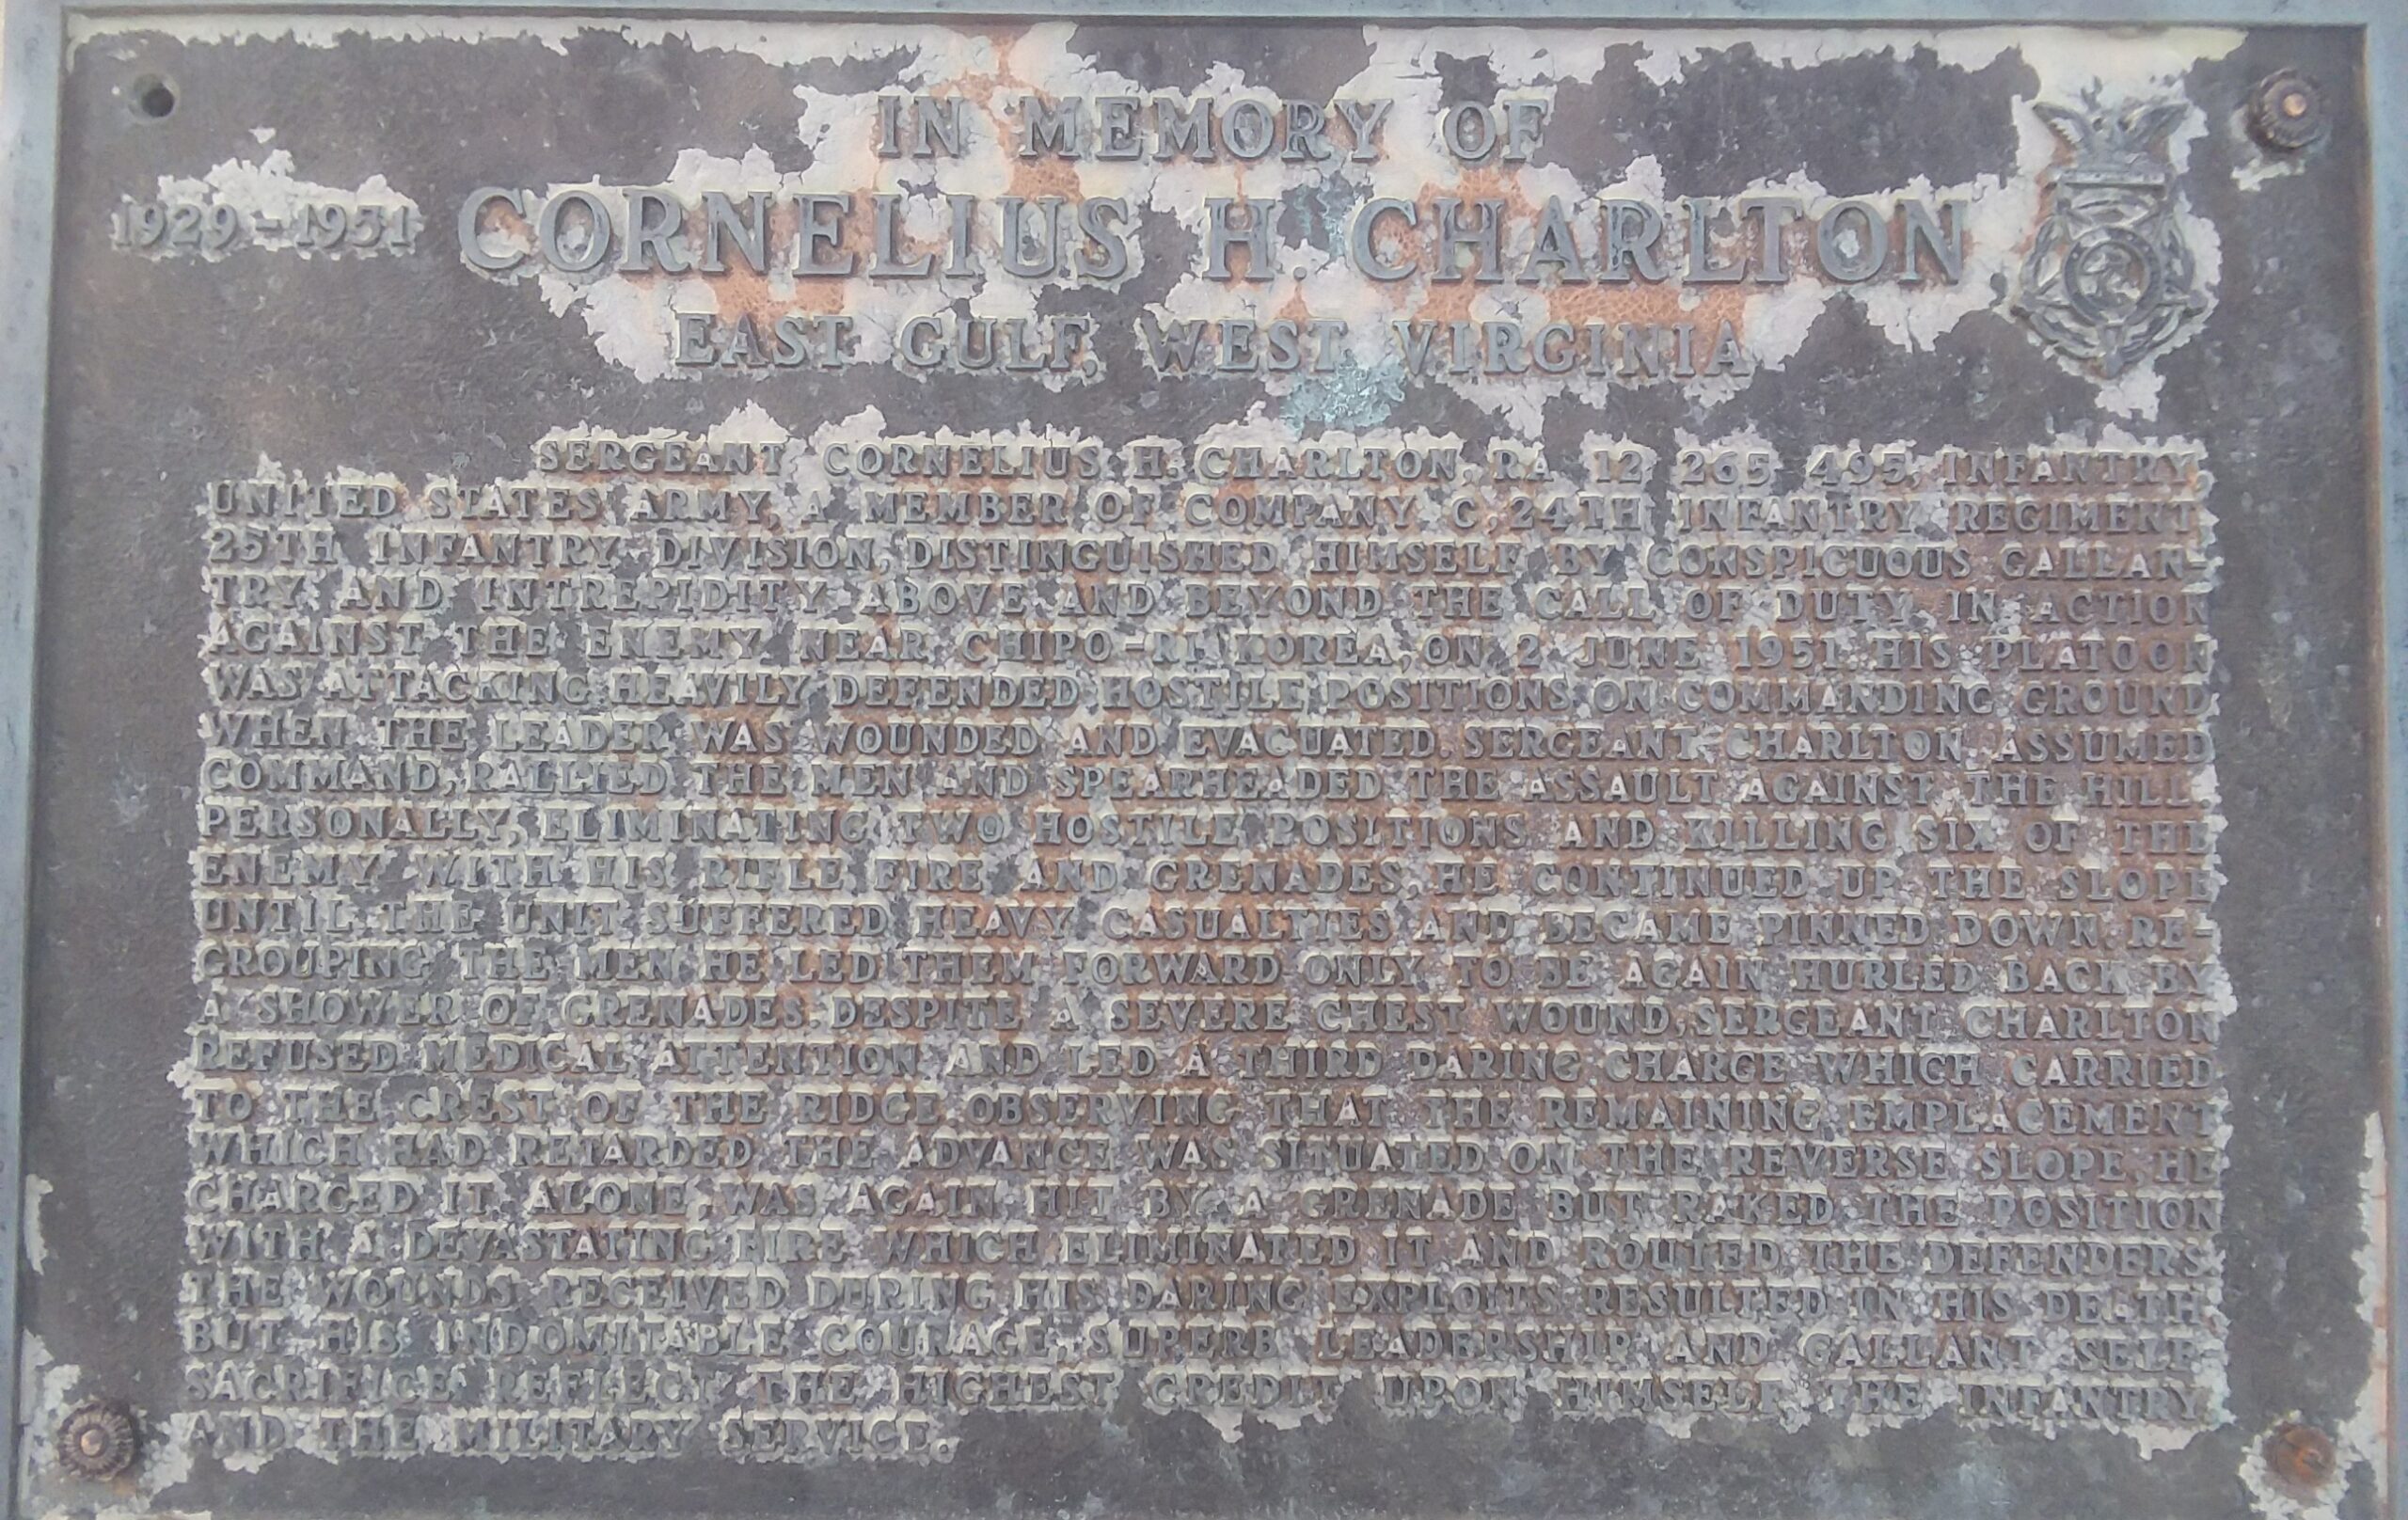 IN MEMORY OF
1929-1951 CORNELIUS H. CHARLTON,
EAST GULF, WEST VIRGINIA
SERGEANT CORNELIUS H. CHARLTON, RA 12 265 495, INFANTRY,
UNITED STATES ARMY, A MEMBER OF COMPANY C, 24TH INFANTRY REGIMENT
25TH INFANTRY DIVISION, DISTINGUISHED HIMSELF BY CONSPICUOUS GALLAN-
TRY AND INTREPIDITY ABOVE AND BEYOND THE CALL OF DUTY IN ACTION
AGAINST THE ENEMY NEAR CHIPO-RI KOREA, ON 2 JUNE 1951. HIS PLATOON
WAS ATTACKING HEAVILY DEFENDED HOSTILE POSITIONS ON COMMANDING GROUND
WHEN THE LEADER WAS WOUNDED AND EVACUATED. SERGEANT CHARLTON ASSUMED
COMMAND, RALLIED THE MEN AND SPEARHEADED THE ASSAULT AGAINST THE HILL.
PERSONALLY, ELIMINATING TWO HOSTILE POSITIONS AND KILLING SIX OF THE
ENEMY WITH HIS RIFLE FIRE AND GRENADES, HE CONTINUED UP THE SLOPE
UNTIL THE UNIT SUFFERED HEAVY CASUALTIES AND BECAME PINNED DOWN. RE-
GROUPING THE MEN HE LED THEM FORWARD ONLY TO BE AGAIN HURLED BACK BY
A SHOWER OF GRENADES. DESPITE A SEVERE CHEST WOUND, SERGEANT CHARLTON
REFUSED MEDICAL ATTENTION AND LED A THIRD DARING CHARGE WHICH CARRIED
TO THE CREST OF THE RIDGE OBSERVING THAT THE REMAINING EMPLACEMENT
WHICH HAD RETARDED THE ADVANCE WAS SITUATED ON THE REVERSE SLOPE, HE
CHARGED IT ALONE, WAS AGAIN HIT BY A GRENADE BUT RAKED THE POSITION
WITH A DEVASTATING FIRE WHICH ELIMINATED IT AND ROUTED THE DEFENDERS.
THE WOUNDS RECEIVED DURING HIS DARING EXPLOITS RESULTED IN HIS DEATH
BUT HIS INDOMITABLE COURAGE, SUPERB LEADERSHIP AND GALLANT SELF-
SACRIFICE REFLECT THE HIGHEST CREDIT UPON HIMSELF, THE INFANTRY
AND THE MILITARY SERVICE.